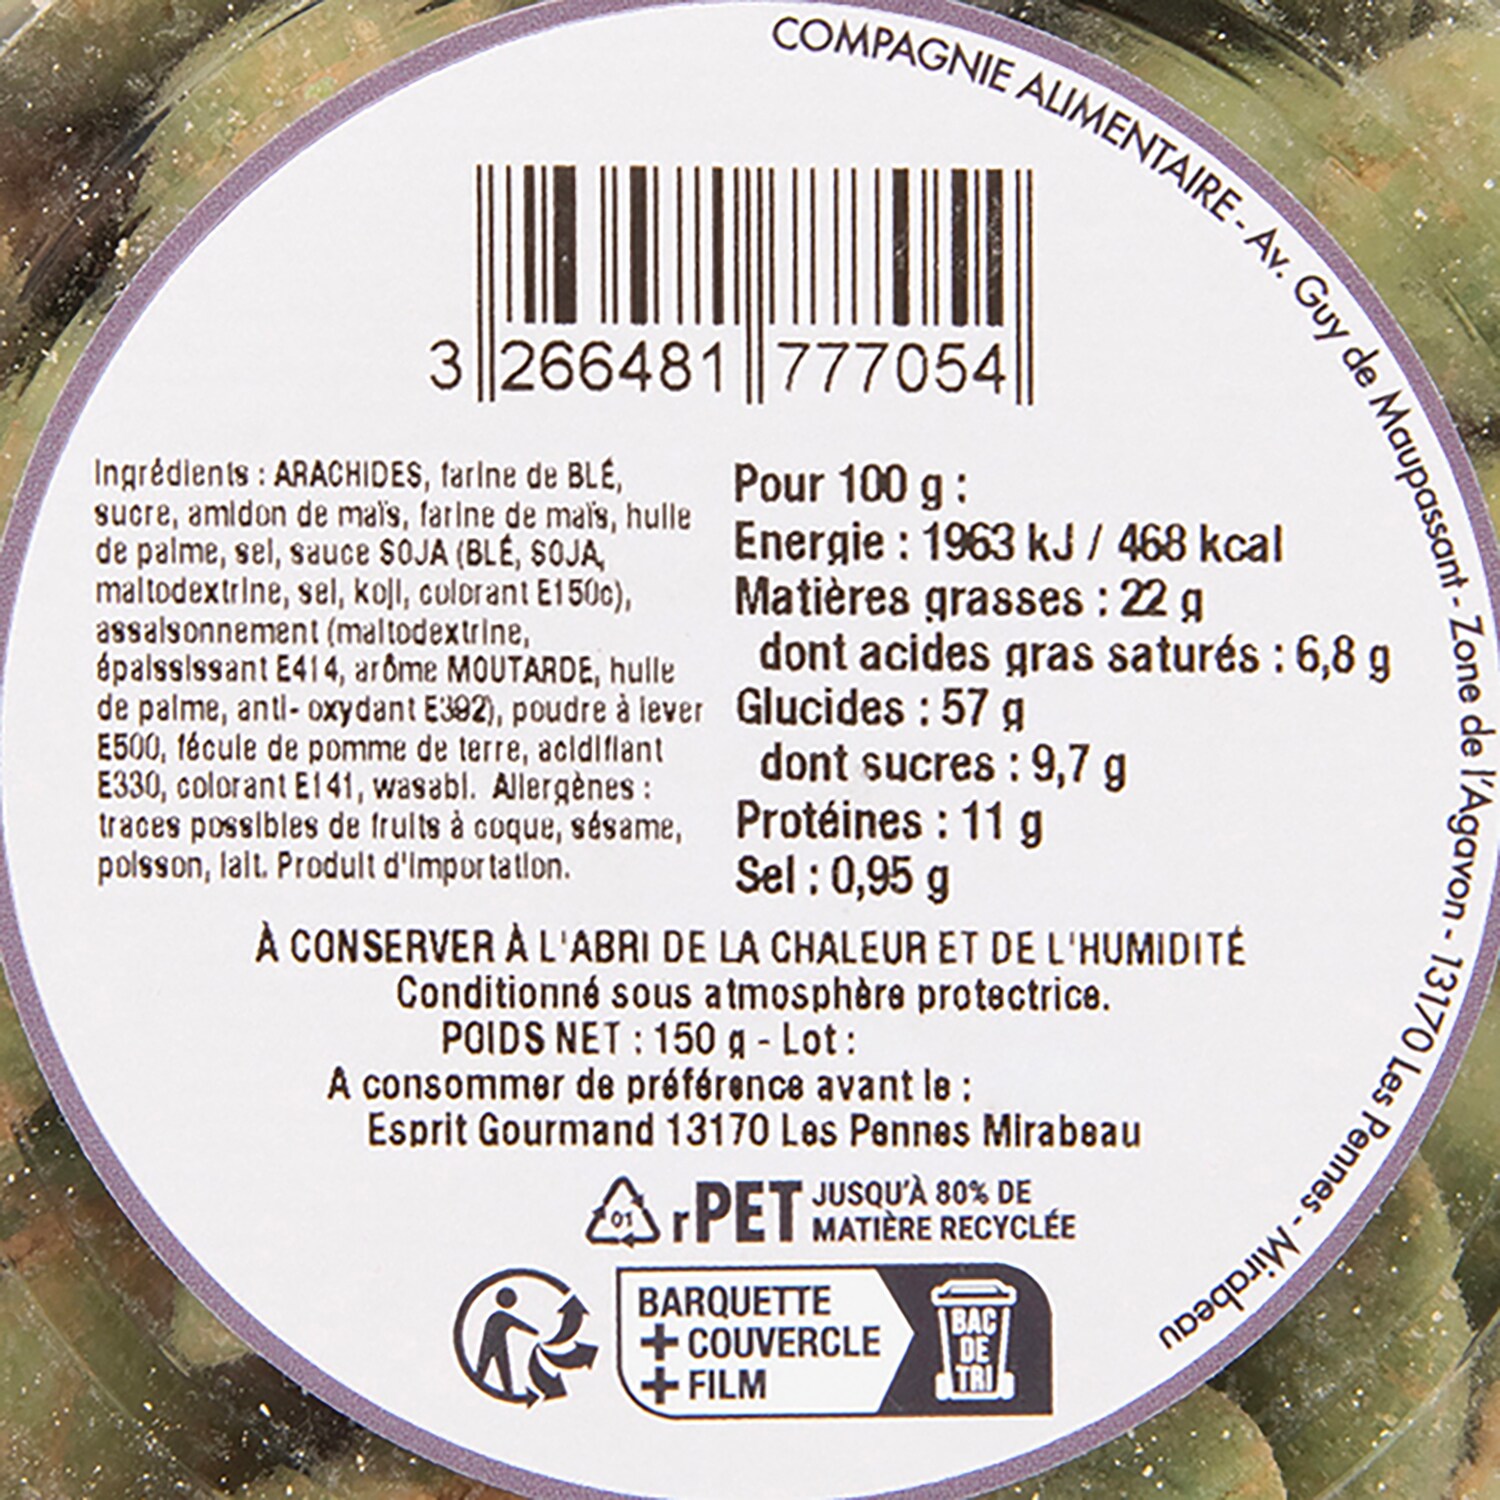 COMPAGNIE ALIMENTAIRE - Av. Guy de Maupassant - Zone de l'Agavon - 13170 Les Pennes - Mirabeau
3 266481 777054
Ingrédients : ARACHIDES, farine de BLÉ,
sucre, amidon de maïs, farine de maïs, huile
de palme, sel, sauce SOJA (BLÉ, SOJA,
maltodextrine, sel, koji, colorant E150c),
assaisonnement (maltodextrine,
épaississant E414, arôme MOUTARDE, huile
de palme, anti- oxydant E392), poudre à lever
E500, fécule de pomme de terre, acidifiant
E330, colorant E141, wasabi. Allergènes :
traces possibles de fruits à coque, sésame,
poisson, lait. Produit d'importation.
Pour 100 g :
Energie : 1963 kJ / 468 kcal
Matières grasses : 22 g
dont acides gras saturés : 6,8 g
Glucides : 57 g
dont sucres : 9,7 g
Protéines : 11 g
Sel : 0,95 g
À CONSERVER À L'ABRI DE LA CHALEUR ET DE L'HUMIDITÉ
Conditionné sous atmosphère protectrice.
POIDS NET : 150 g - Lot :
A consommer de préférence avant le :
Esprit Gourmand 13170 Les Pennes Mirabeau
01 rPET JUSQU'À 80% DE
MATIÈRE RECYCLÉE
BARQUETTE
+ COUVERCLE
+ FILM
BAC
DE
TRI